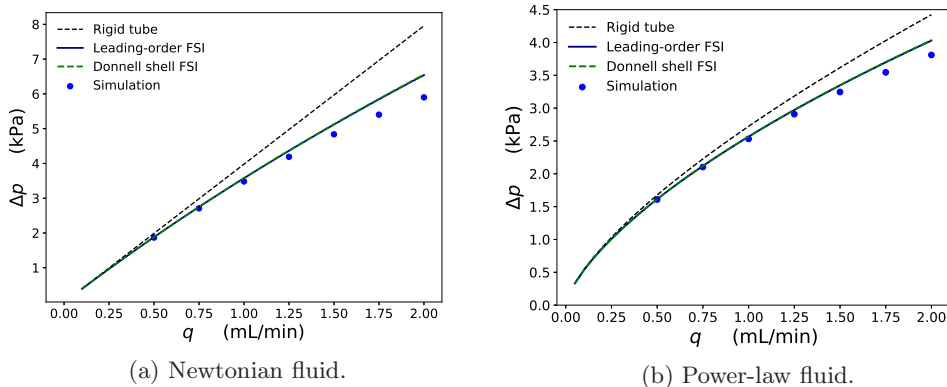 Rigid tube
Leading-order FSI
Donnell shell FSI
Simulation
8
7
6
5
4
3
2
1
Δp (kPa)
0.00 0.25 0.50 0.75 1.00 1.25 1.50 1.75 2.00
q (mL/min)
(a) Newtonian fluid.
Rigid tube
Leading-order FSI
Donnell shell FSI
Simulation
4.5
4.0
3.5
3.0
2.5
2.0
1.5
1.0
0.5
0.0
Δp (kPa)
0.00 0.25 0.50 0.75 1.00 1.25 1.50 1.75 2.00
q (mL/min)
(b) Power-law fluid.